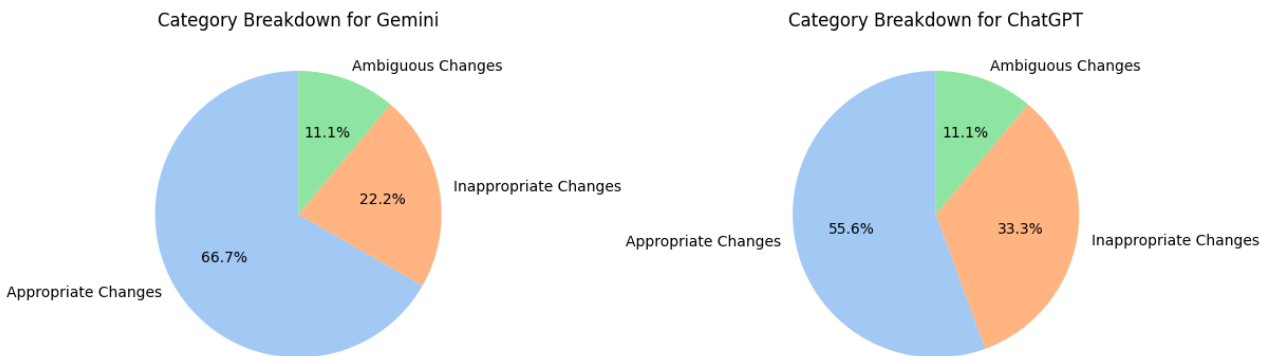 Category Breakdown for Gemini
Ambiguous Changes
11.1%
Inappropriate Changes
22.2%
66.7%
Appropriate Changes
Category Breakdown for ChatGPT
Ambiguous Changes
11.1%
Appropriate Changes
55.6%
33.3%
Inappropriate Changes